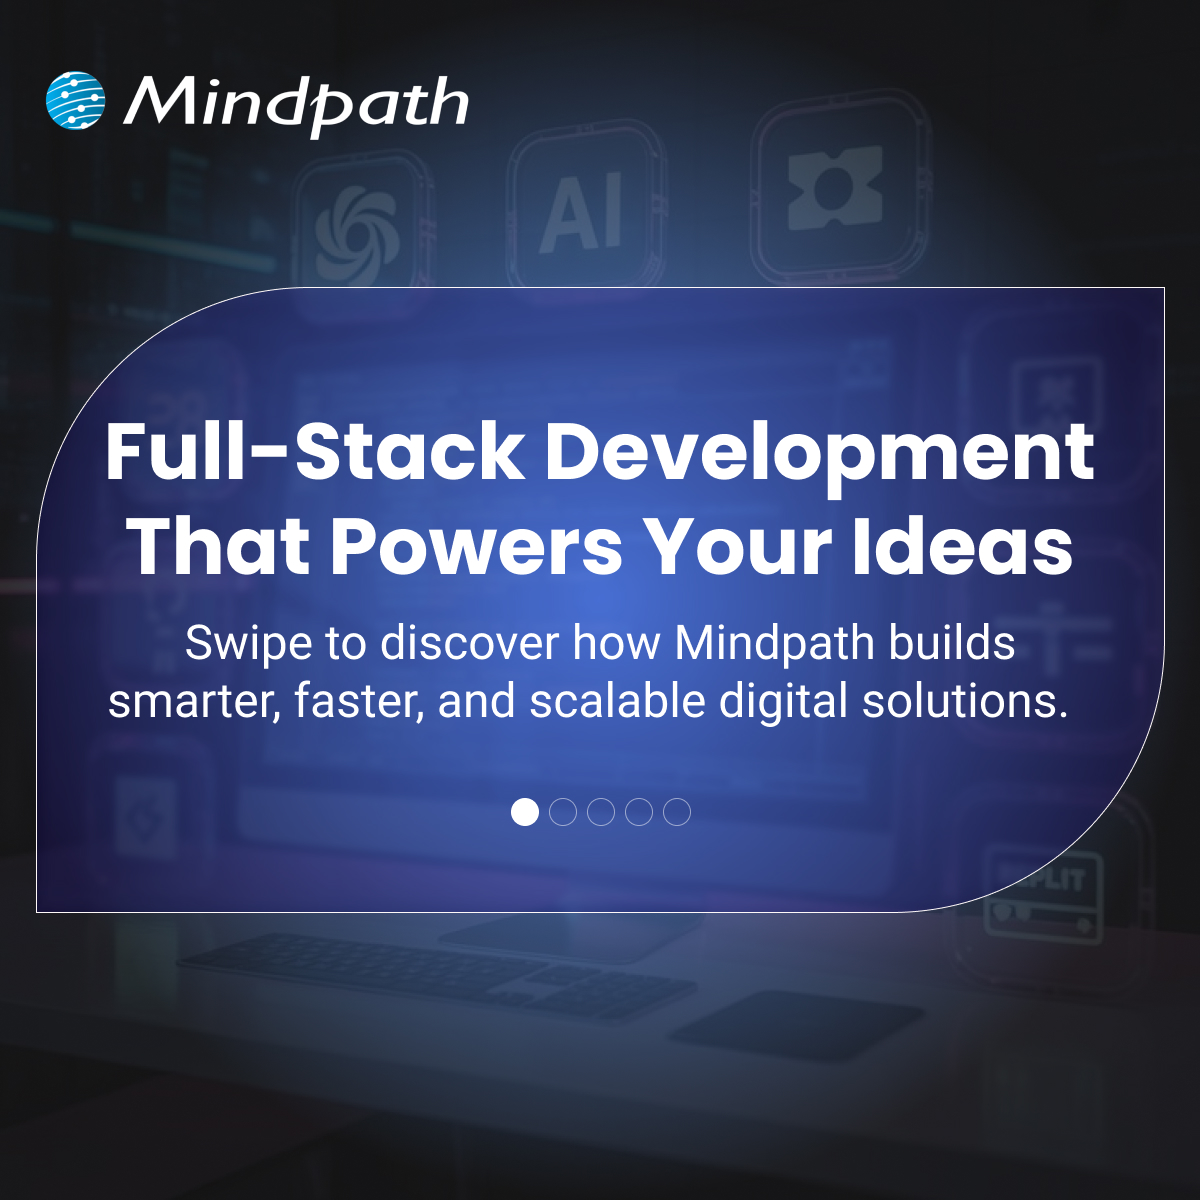 Mindpath
AI
Full-Stack Development
That Powers Your Ideas
Swipe to discover how Mindpath builds
smarter, faster, and scalable digital solutions.